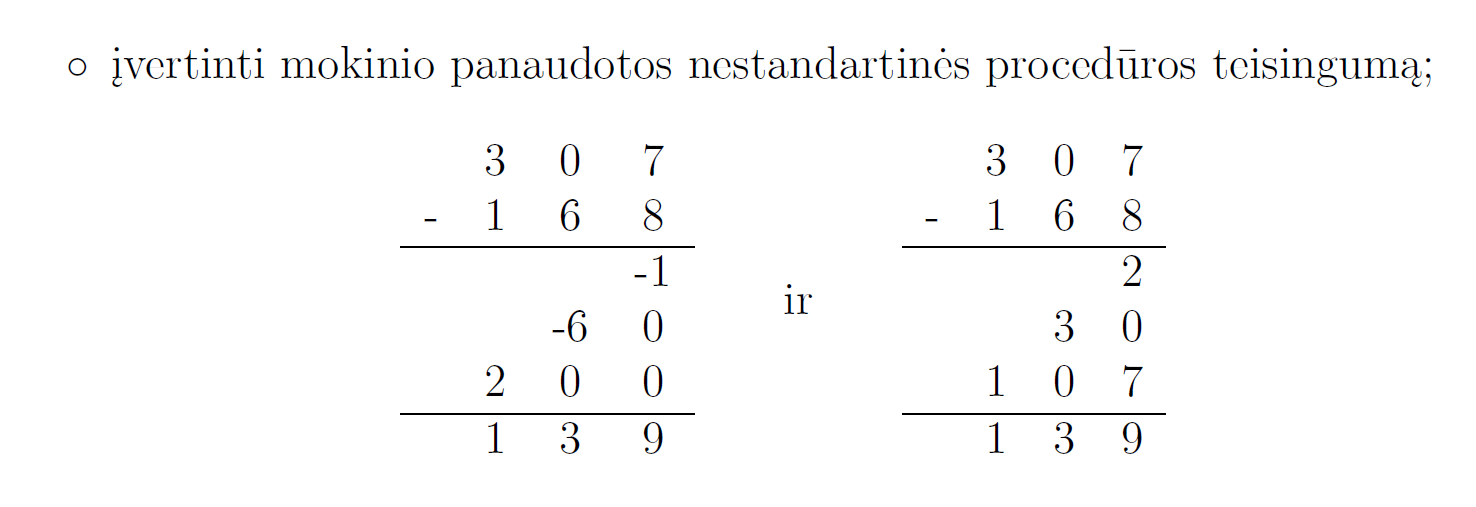 ◦ įvertinti mokinio panaudotos nestandartinės procedūros teisingumą;
3 0 7
- 1 6 8
-1
-6 0
2 0 0
1 3 9
ir
3 0 7
- 1 6 8
2
3 0
1 0 7
1 3 9